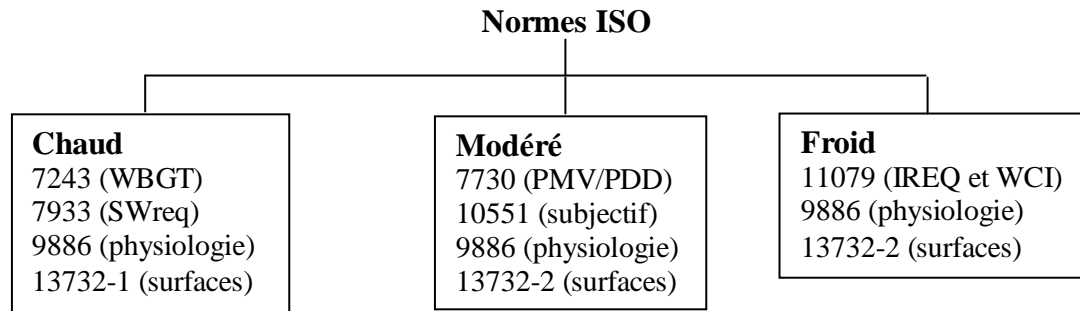 Normes ISO
Chaud
7243 (WBGT)
7933 (SWreq)
9886 (physiologie)
13732-1 (surfaces)
Modéré
7730 (PMV/PDD)
10551 (subjectif)
9886 (physiologie)
13732-2 (surfaces)
Froid
11079 (IREQ et WCI)
9886 (physiologie)
13732-2 (surfaces)